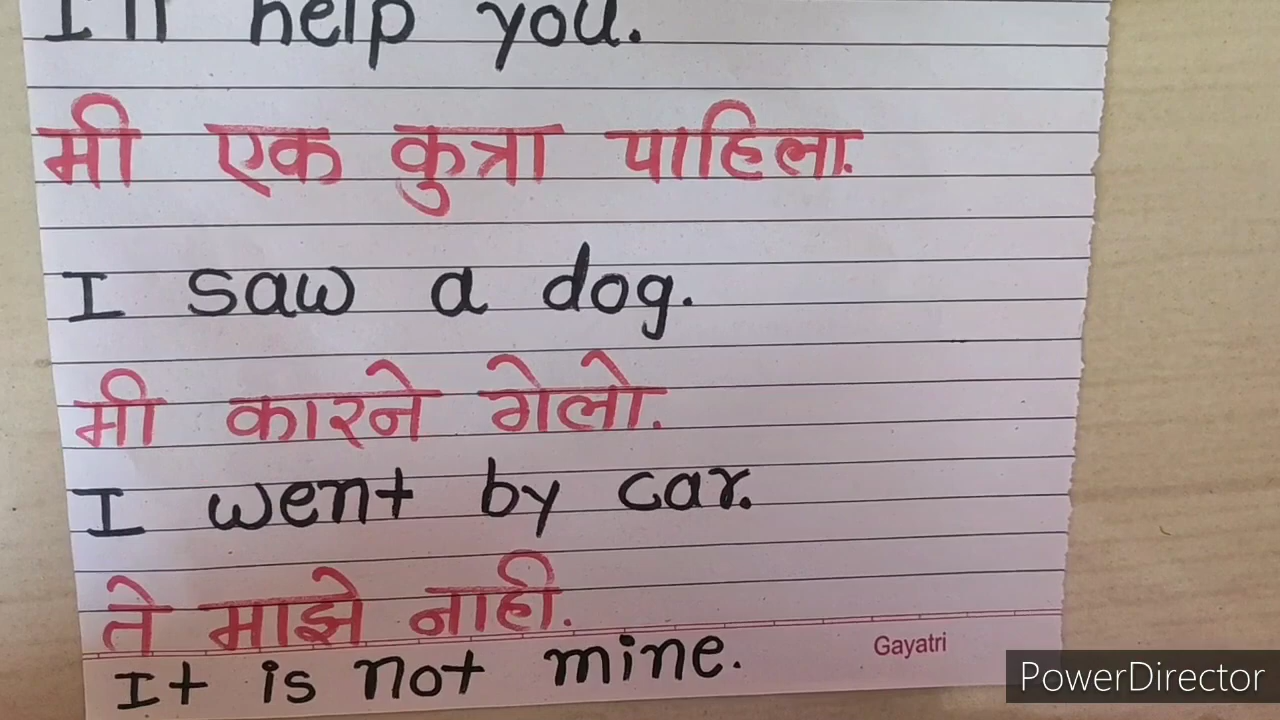 I'll help you.
मी एक कुत्रा पाहिला.
I saw a dog.
मी कारने गेलो.
I went by car.
ते माझे नाही.
It is not mine.
Gayatri
PowerDirector